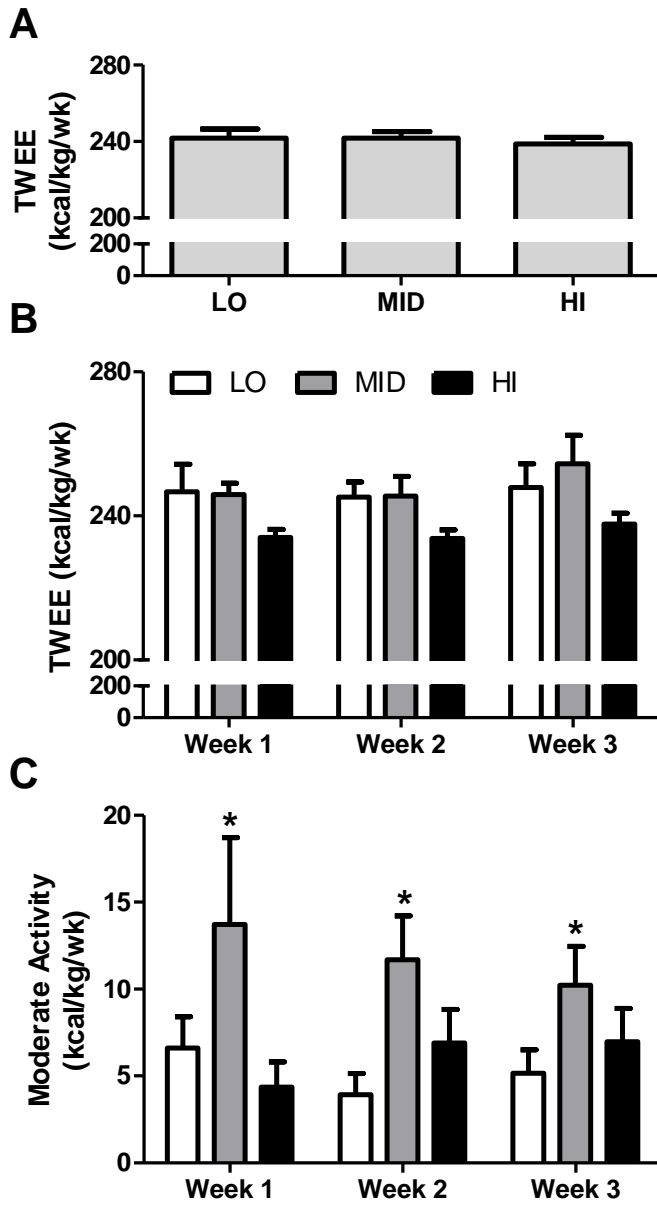 A
TWEE
(kcal/kg/wk)
280
240
200
200
0
LO MID HI
B
TWEE (kcal/kg/wk)
280
240
200
200
0
LO MID HI
Week 1 Week 2 Week 3
C
Moderate Activity
(kcal/kg/wk)
20
15
10
5
0
* * *
Week 1 Week 2 Week 3